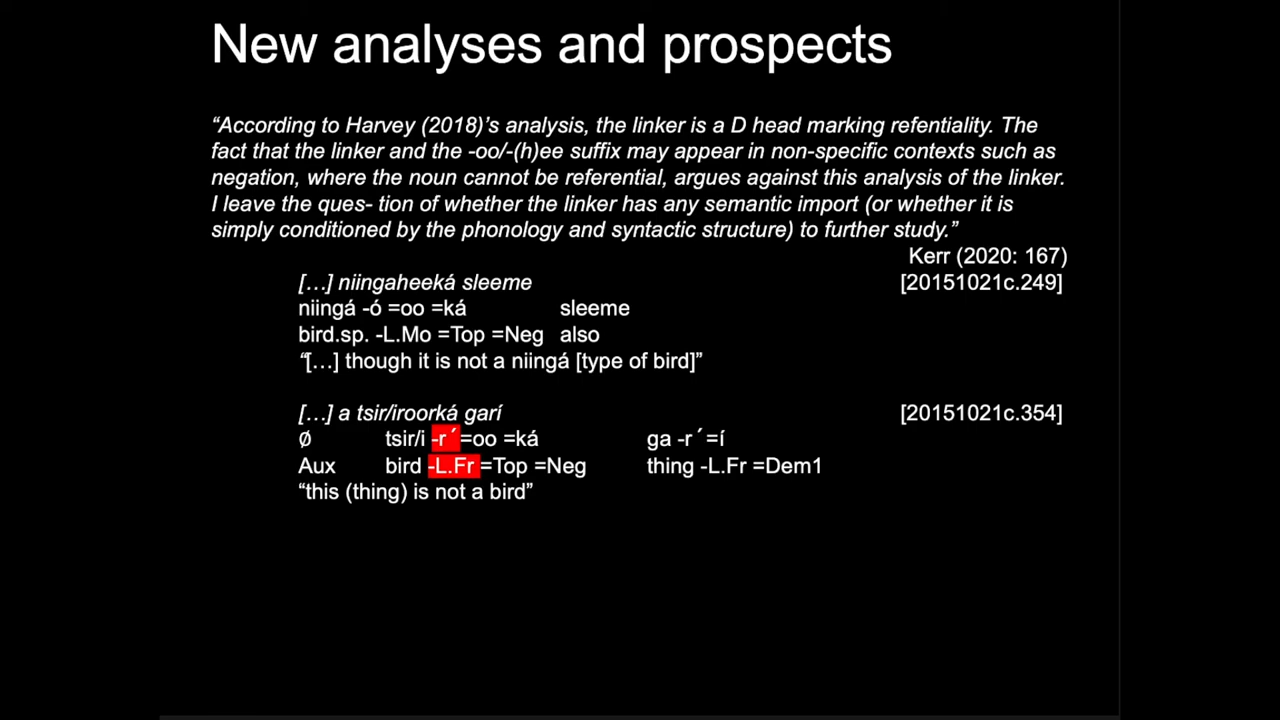 New analyses and prospects
“According to Harvey (2018)’s analysis, the linker is a D head marking refentiality. The
fact that the linker and the -oo/-(h)ee suffix may appear in non-specific contexts such as
negation, where the noun cannot be referential, argues against this analysis of the linker.
I leave the ques- tion of whether the linker has any semantic import (or whether it is
simply conditioned by the phonology and syntactic structure) to further study.”
Kerr (2020: 167)
[…] niingaheeká sleeme [20151021c.249]
niingá -ó =oo =ká sleeme
bird.sp. -L.Mo =Top =Neg also
“[…] though it is not a niingá [type of bird]”
[…] a tsir/iroorká garí [20151021c.354]
Ø tsir/i -r ́ =oo =ká ga -r ́ =í
Aux bird -L.Fr =Top =Neg thing -L.Fr =Dem1
“this (thing) is not a bird”